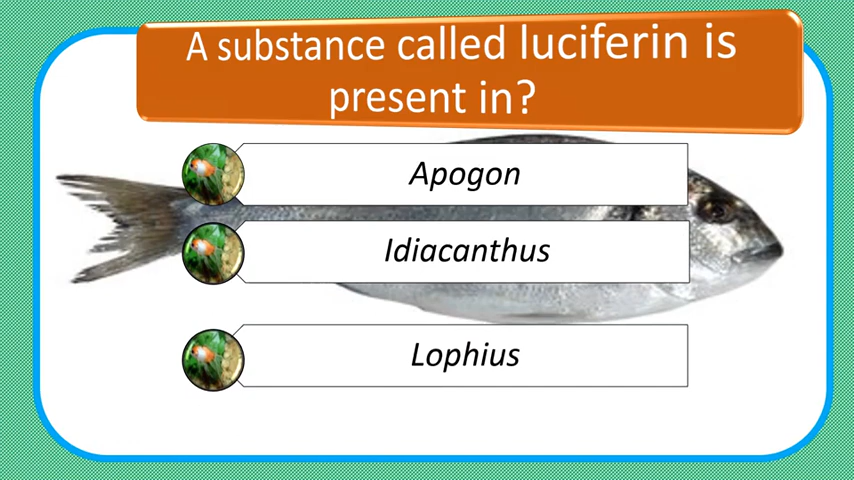 A substance called luciferin is
present in?
Apogon
Idiacanthus
Lophius